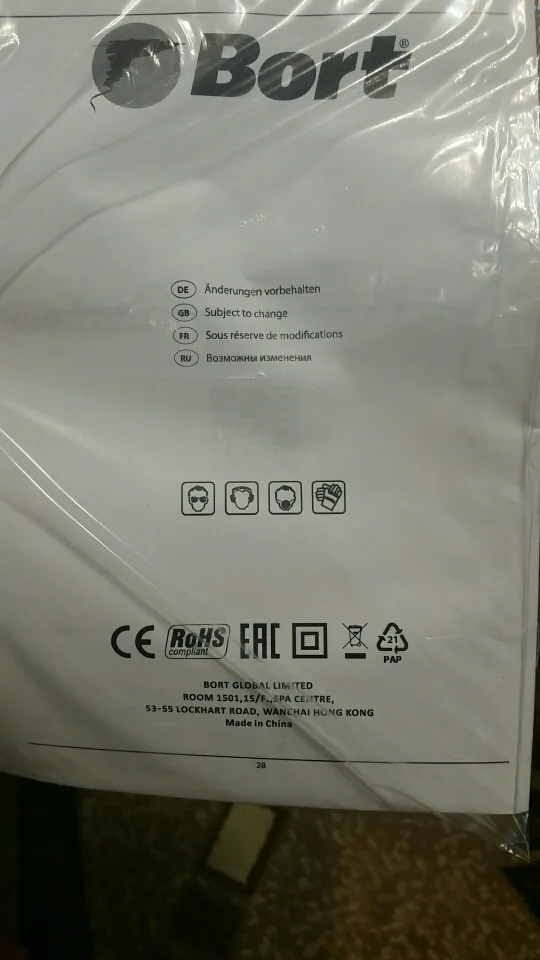 Bort®
DE Änderungen vorbehalten
GB Subject to change
FR Sous réserve de modifications
RU Возможны изменения
CE RoHS compliant EAC 21 PAP
BORT GLOBAL LIMITED
ROOM 1501,15/F.,SPA CENTRE,
53-55 LOCKHART ROAD, WANCHAI HONG KONG
Made in China
28